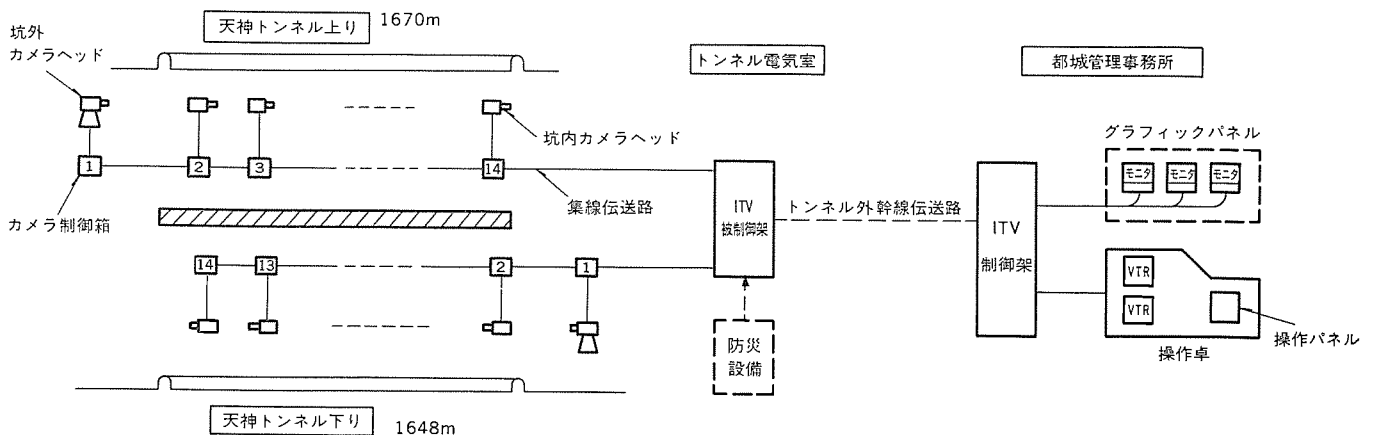 天神トンネル上り 1670m
坑外
カメラヘッド
トンネル電気室
都城管理事務所
坑内カメラヘッド
グラフィックパネル
モニタ モニタ モニタ
1 2 3 14
集線伝送路
カメラ制御箱
ITV
被制御架
トンネル外幹線伝送路
ITV
制御架
14 13 2 1
VTR
VTR
操作パネル
操作卓
防災
設備
天神トンネル下り 1648m